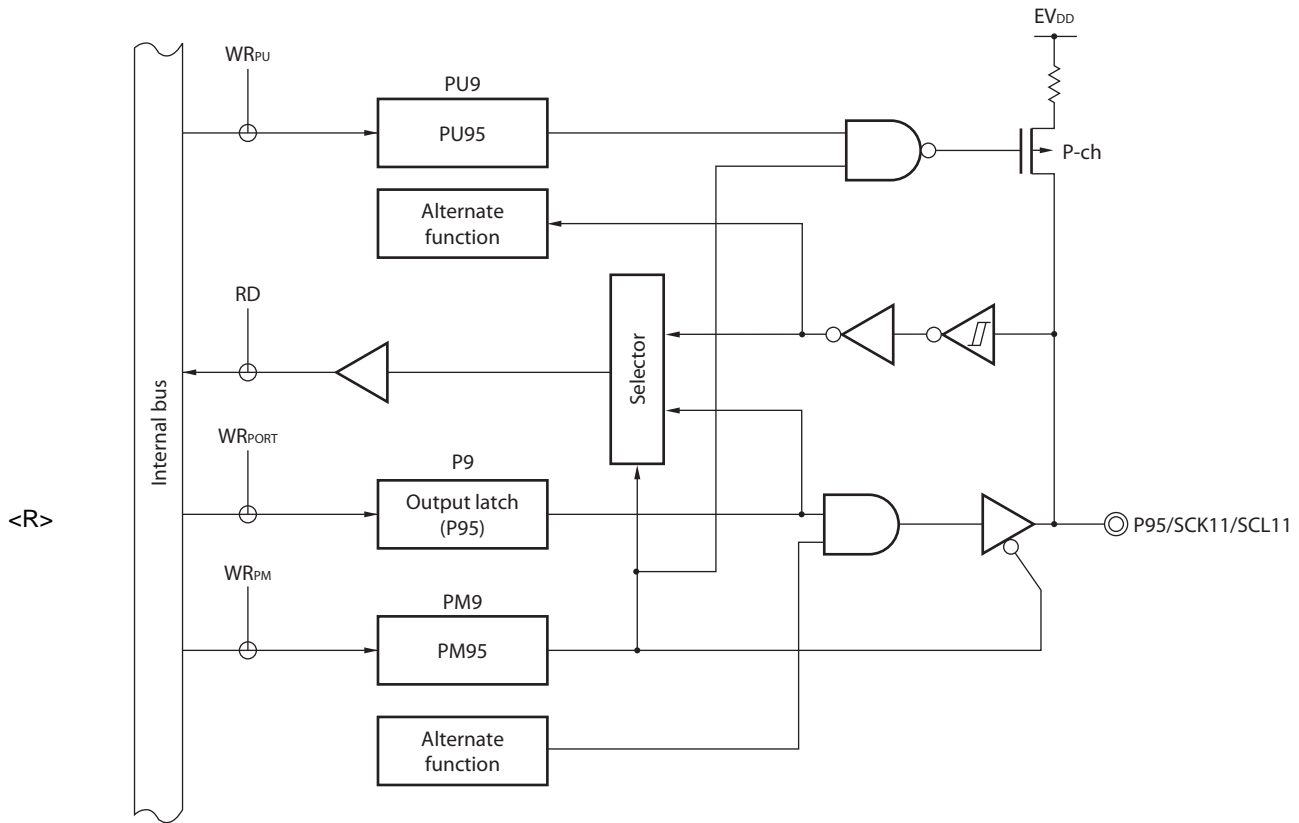 EVDD
WRPU
PU9
PU95
P-ch
Alternate
function
RD
Selector
Internal bus
WRPORT
P9
Output latch
(P95)
<R>
P95/SCK11/SCL11
WRPM
PM9
PM95
Alternate
function